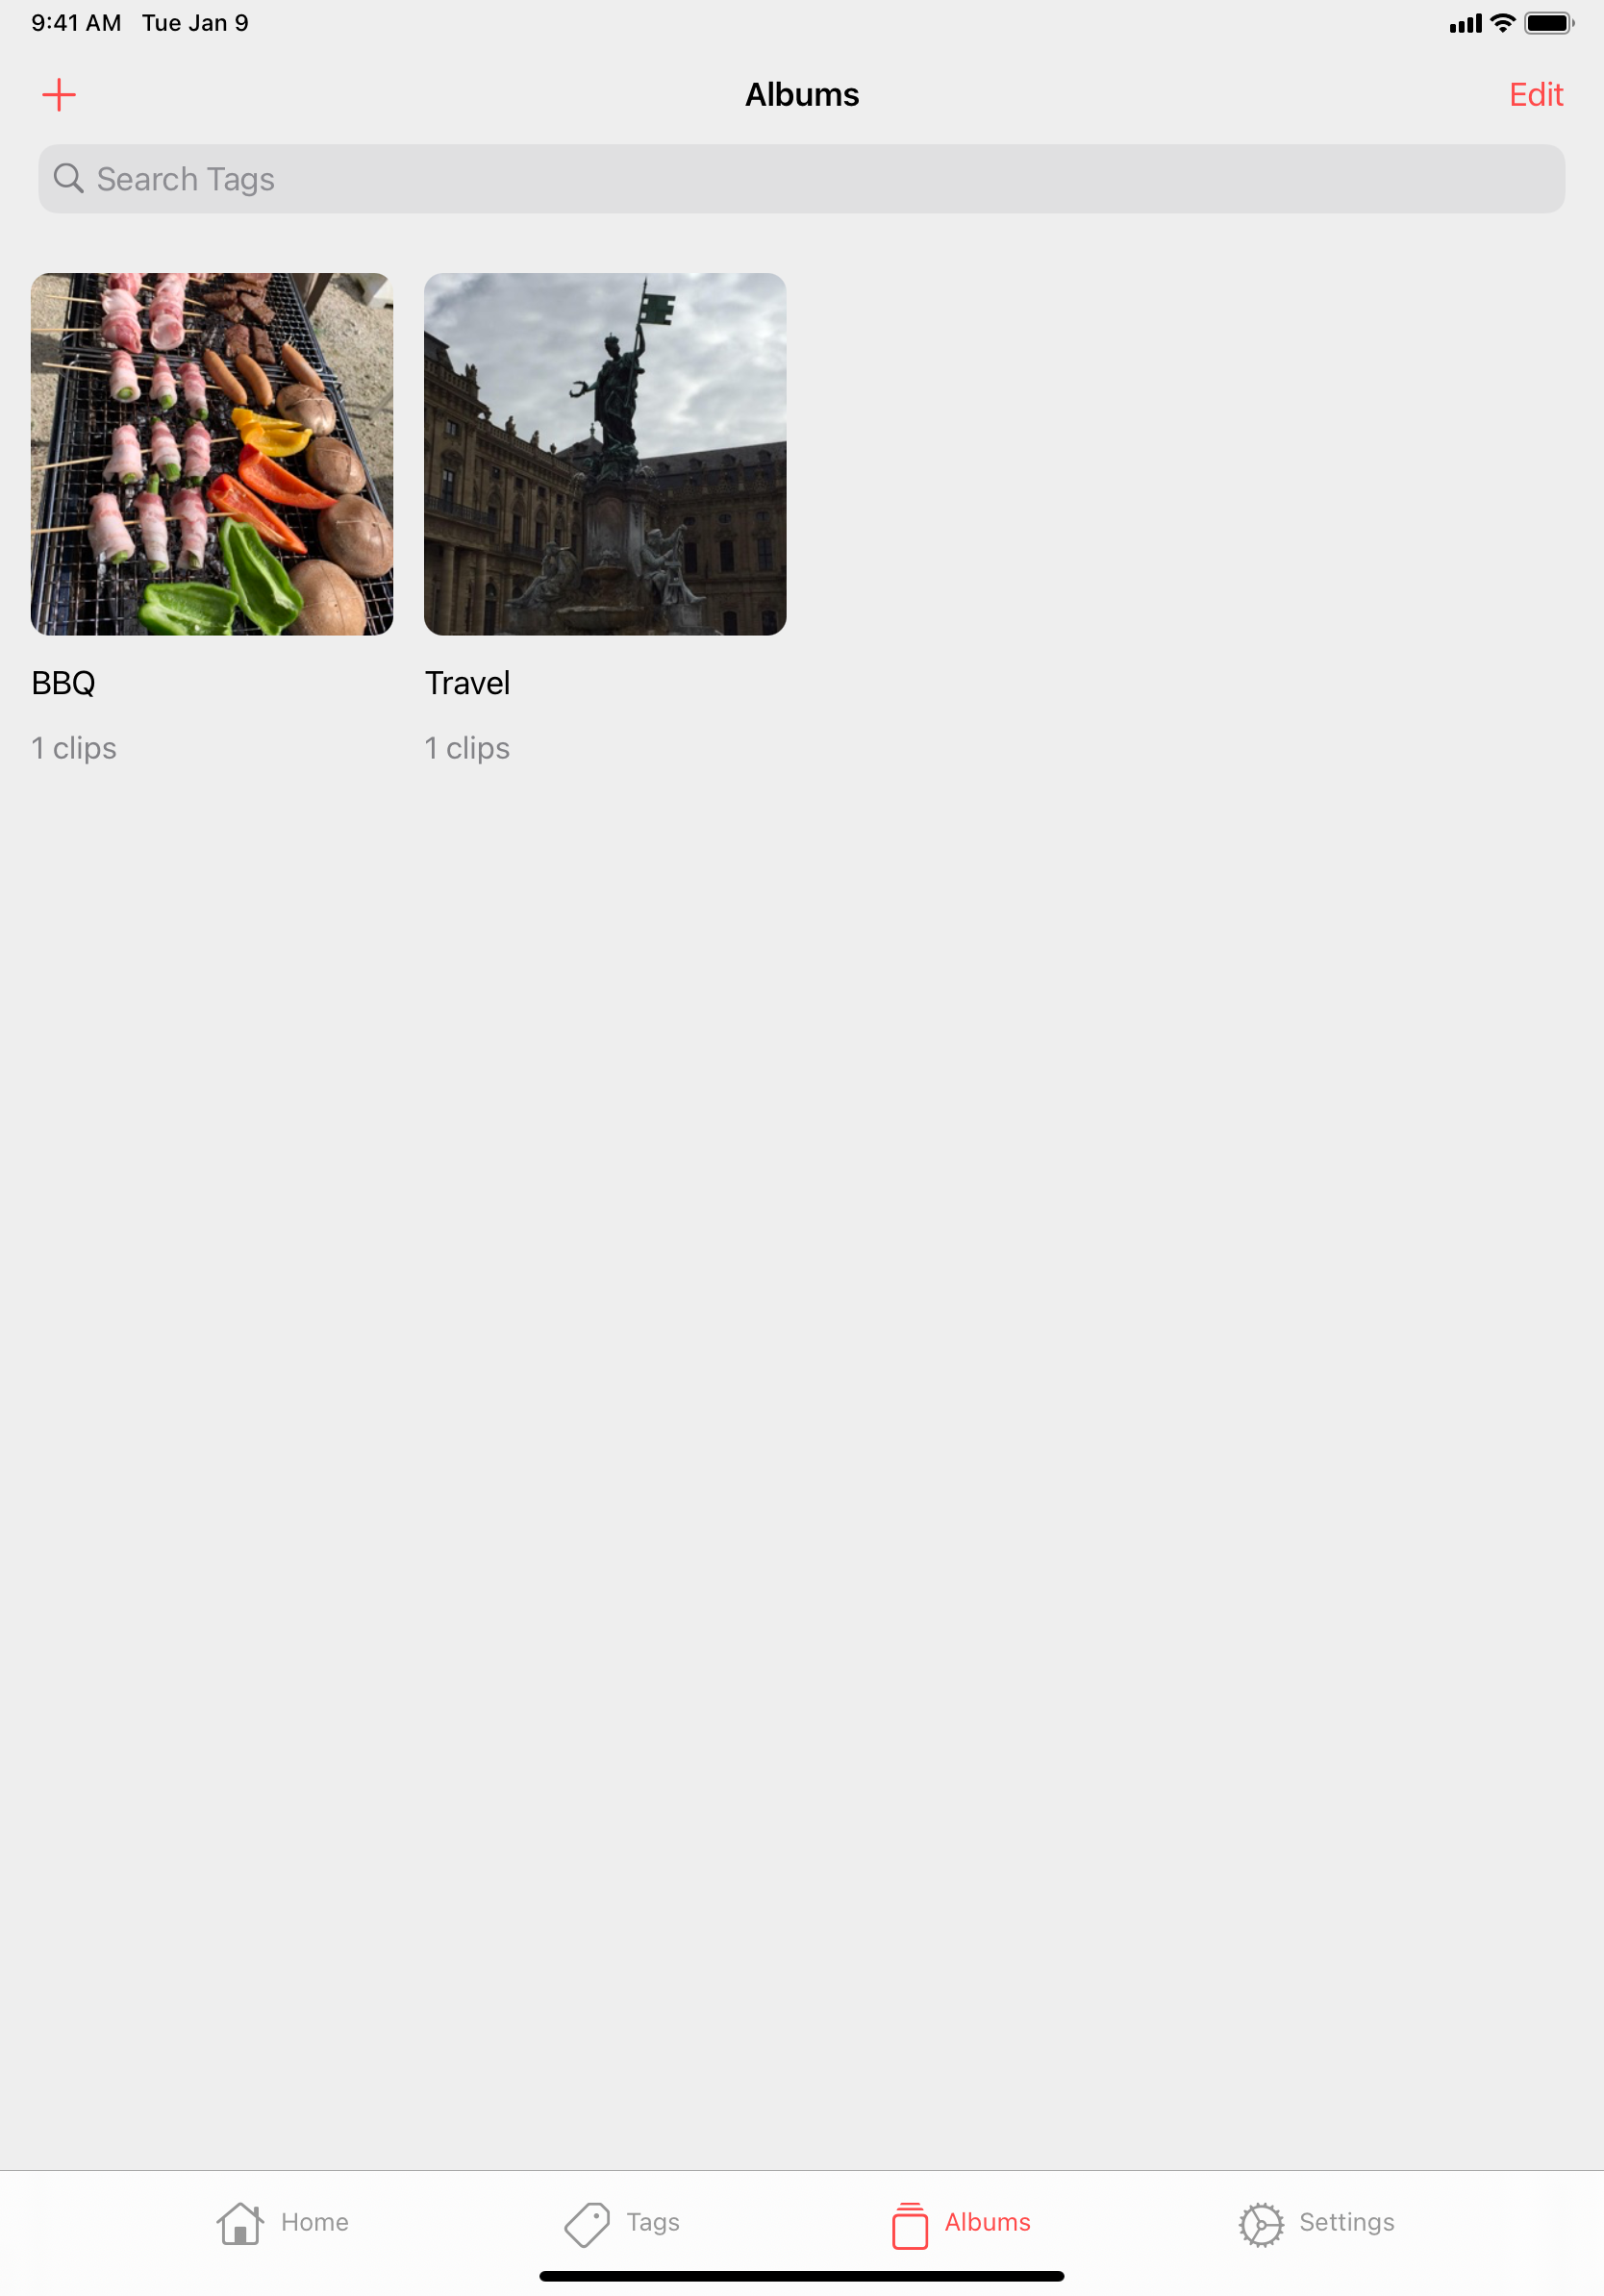 9:41 AM Tue Jan 9
Albums
Edit
Search Tags
BBQ
Travel
1 clips
1 clips
Home
Tags
Albums
Settings